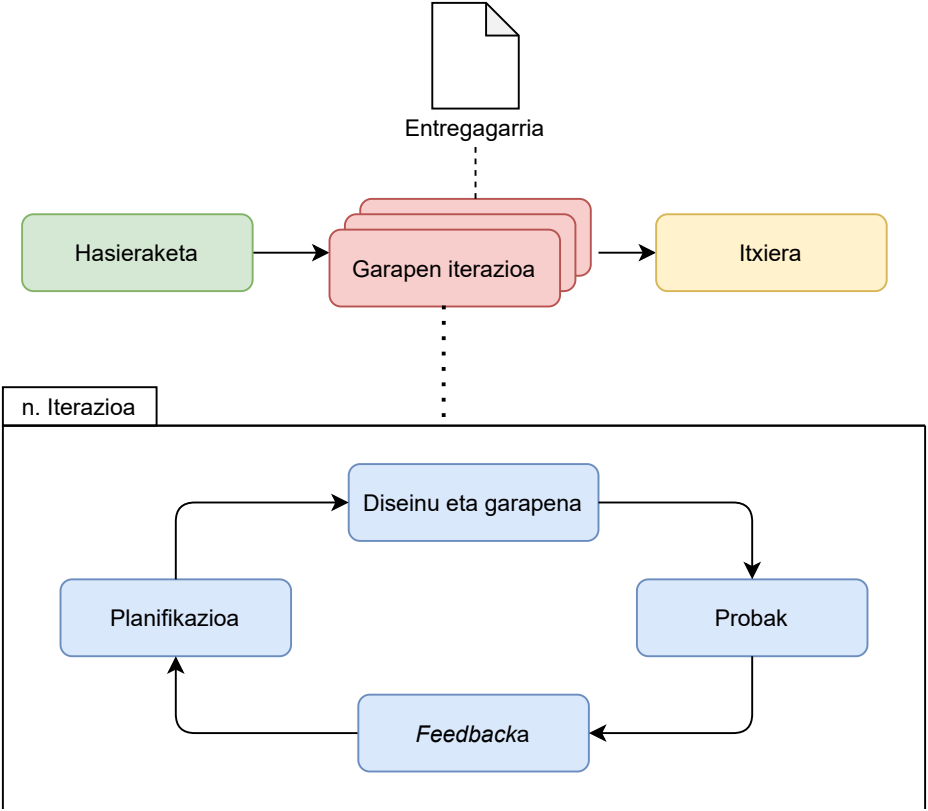 Entregagarria
Hasieraketa
Garapen iterazioa
Itxiera
n. Iterazioa
Diseinu eta garapena
Planifikazioa
Probak
Feedbacka